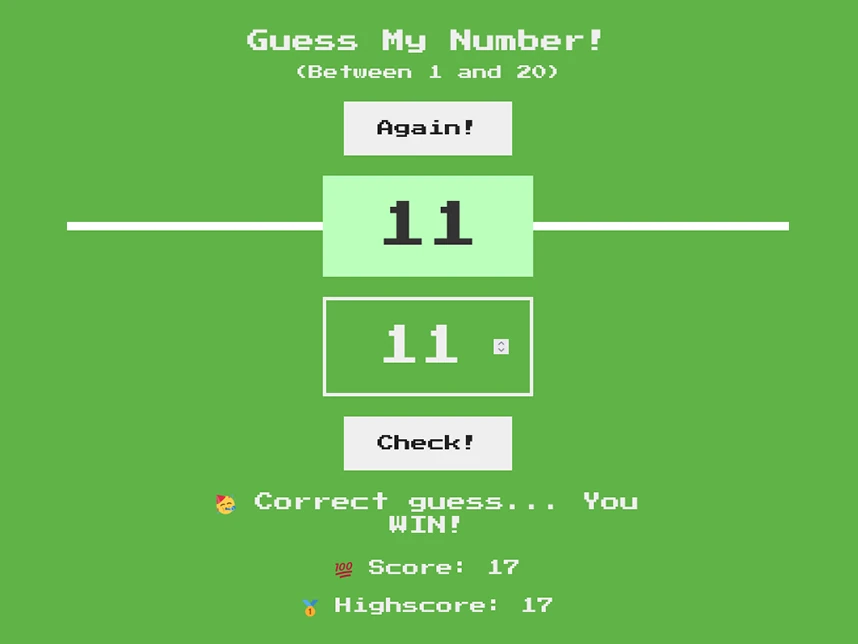 Guess My Number!
(Between 1 and 20)
Again!
11
11
Check!
🥳 Correct guess... You
WIN!
💯 Score: 17
🥇 Highscore: 17